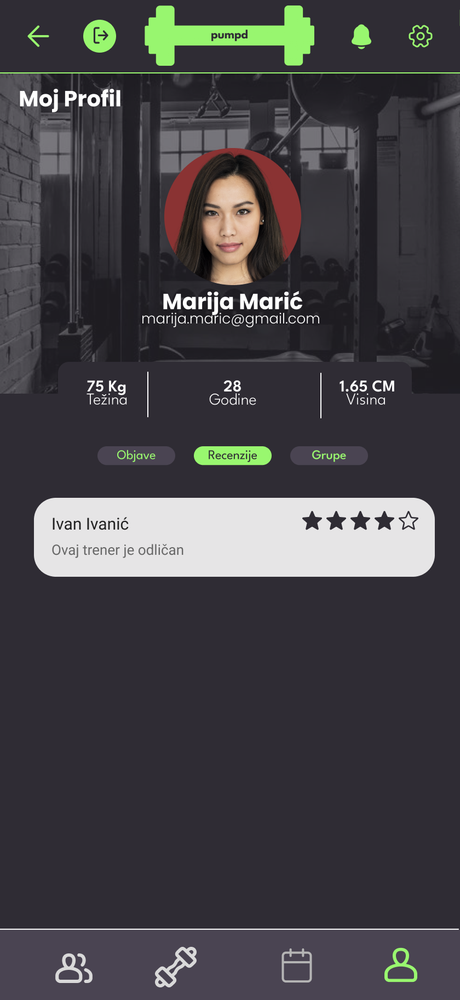 pumpd
Moj Profil
Marija Marić
marija.maric@gmail.com
75 Kg
Težina
28
Godine
1.65 CM
Visina
Objave
Recenzije
Grupe
Ivan Ivanić
Ovaj trener je odličan